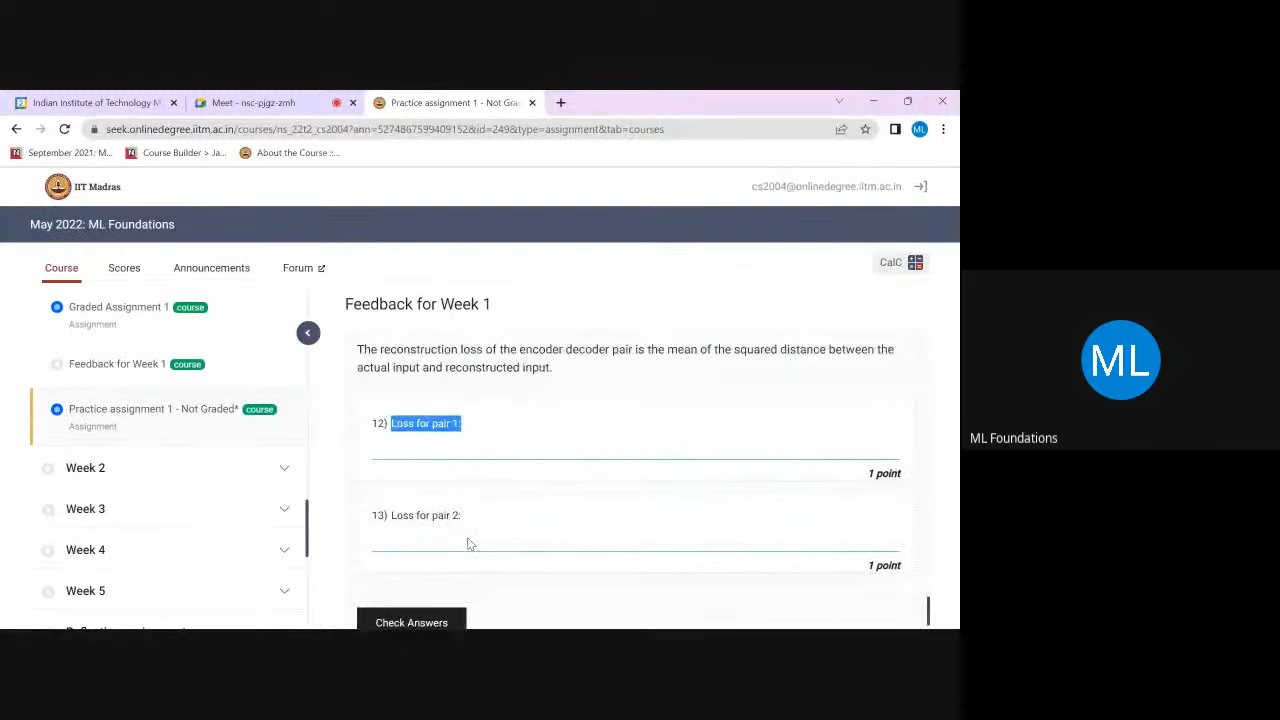 Indian Institute of Technology M
Meet - nsc-pjgz-zmh
Practice assignment 1 - Not Gra
seek.onlinedegree.iitm.ac.in/courses/ns_22t2_cs2004?ann=5274867599409152&id=249&type=assignment&tab=courses
ML
September 2021: M...
Course Builder > Ja...
About the Course ::...
IIT Madras
cs2004@onlinedegree.iitm.ac.in
May 2022: ML Foundations
Course
Scores
Announcements
Forum
CalC
Graded Assignment 1 course
Assignment
Feedback for Week 1 course
Practice assignment 1 - Not Graded* course
Assignment
Week 2
Week 3
Week 4
Week 5
Feedback for Week 1
The reconstruction loss of the encoder decoder pair is the mean of the squared distance between the
actual input and reconstructed input.
12) Loss for pair 1:
1 point
13) Loss for pair 2:
1 point
Check Answers
ML
ML Foundations